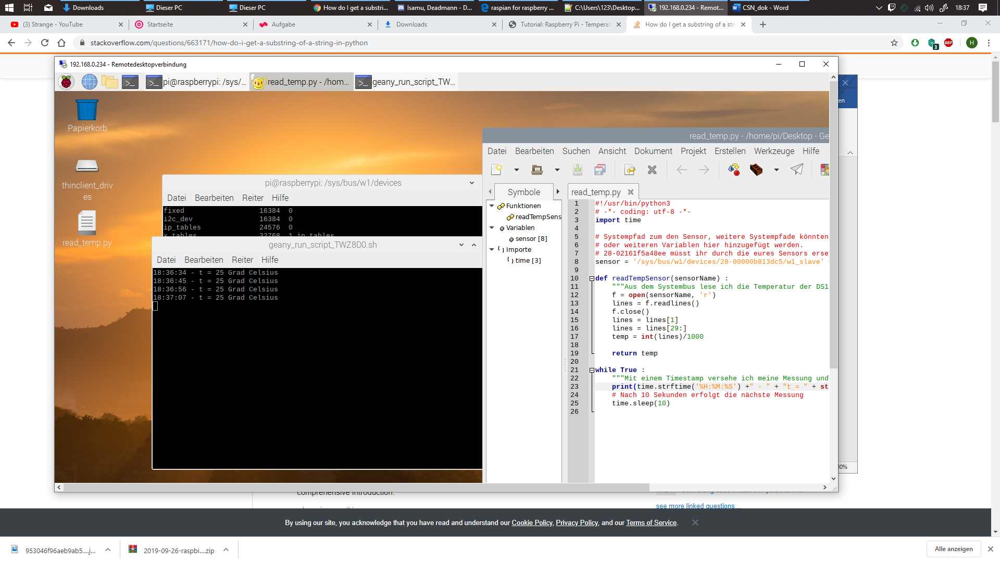 Downloads
Dieser PC
Dieser PC
How do I get a substri...
Isamu, Deadmann - D...
raspian for raspberry ...
C:\Users\123\Desktop...
192.168.0.234 - Remot...
CSN_dok - Word
18:37
(3) Strange - YouTube
Startseite
Aufgabe
Downloads
Tutorial: Raspberry Pi - Temperat
How do I get a substring of a str
stackoverflow.com/questions/663171/how-do-i-get-a-substring-of-a-string-in-python
3
ABP
H
192.168.0.234 - Remotedesktopverbindung
pi@raspberrypi: /sys/...
read_temp.py - /hom...
geany_run_script_TW...
en
Papierkorb
thinclient_driv
es
read_temp.py
pi@raspberrypi: /sys/bus/w1/devices
Datei Bearbeiten Reiter Hilfe
fixed 16384 0
i2c_dev 16384 0
ip_tables 24576 0
x_tables 32768 1 ip_tables
geany_run_script_TWZ8D0.sh
Datei Bearbeiten Reiter Hilfe
18:36:34 - t = 25 Grad Celsius
18:36:45 - t = 25 Grad Celsius
18:36:56 - t = 25 Grad Celsius
18:37:07 - t = 25 Grad Celsius
read_temp.py - /home/pi/Desktop - Ge
Datei Bearbeiten Suchen Ansicht Dokument Projekt Erstellen Werkzeuge Hilfe
Symbole
Funktionen
readTempSens
Variablen
sensor [8]
Importe
time [3]
read_temp.py
1 #!/usr/bin/python3
2 # -*- coding: utf-8 -*-
3 import time
4
5 # Systempfad zum den Sensor, weitere Systempfade könnten
6 # oder weiteren Variablen hier hinzugefügt werden.
7 # 28-02161f5a48ee müsst ihr durch die eures Sensors erse
8 sensor = '/sys/bus/w1/devices/28-00000b813dc5/w1_slave'
9
10 def readTempSensor(sensorName) :
11 """Aus dem Systembus lese ich die Temperatur der DS1
12 f = open(sensorName, 'r')
13 lines = f.readlines()
14 f.close()
15 lines = lines[1]
16 lines = lines[29:]
17 temp = int(lines)/1000
18
19 return temp
20
21 while True :
22 """Mit einem Timestamp versehe ich meine Messung und
23 print(time.strftime('%H:%M:%S') +" - " + "t = " + st
24 # Nach 10 Sekunden erfolgt die nächste Messung
25 time.sleep(10)
26
00%
comprehensive introduction.
see more linked questions...
By using our site, you acknowledge that you have read and understand our Cookie Policy, Privacy Policy, and our Terms of Service.
953046f96aeb9ab5....j...
2019-09-26-raspbi....zip
Alle anzeigen